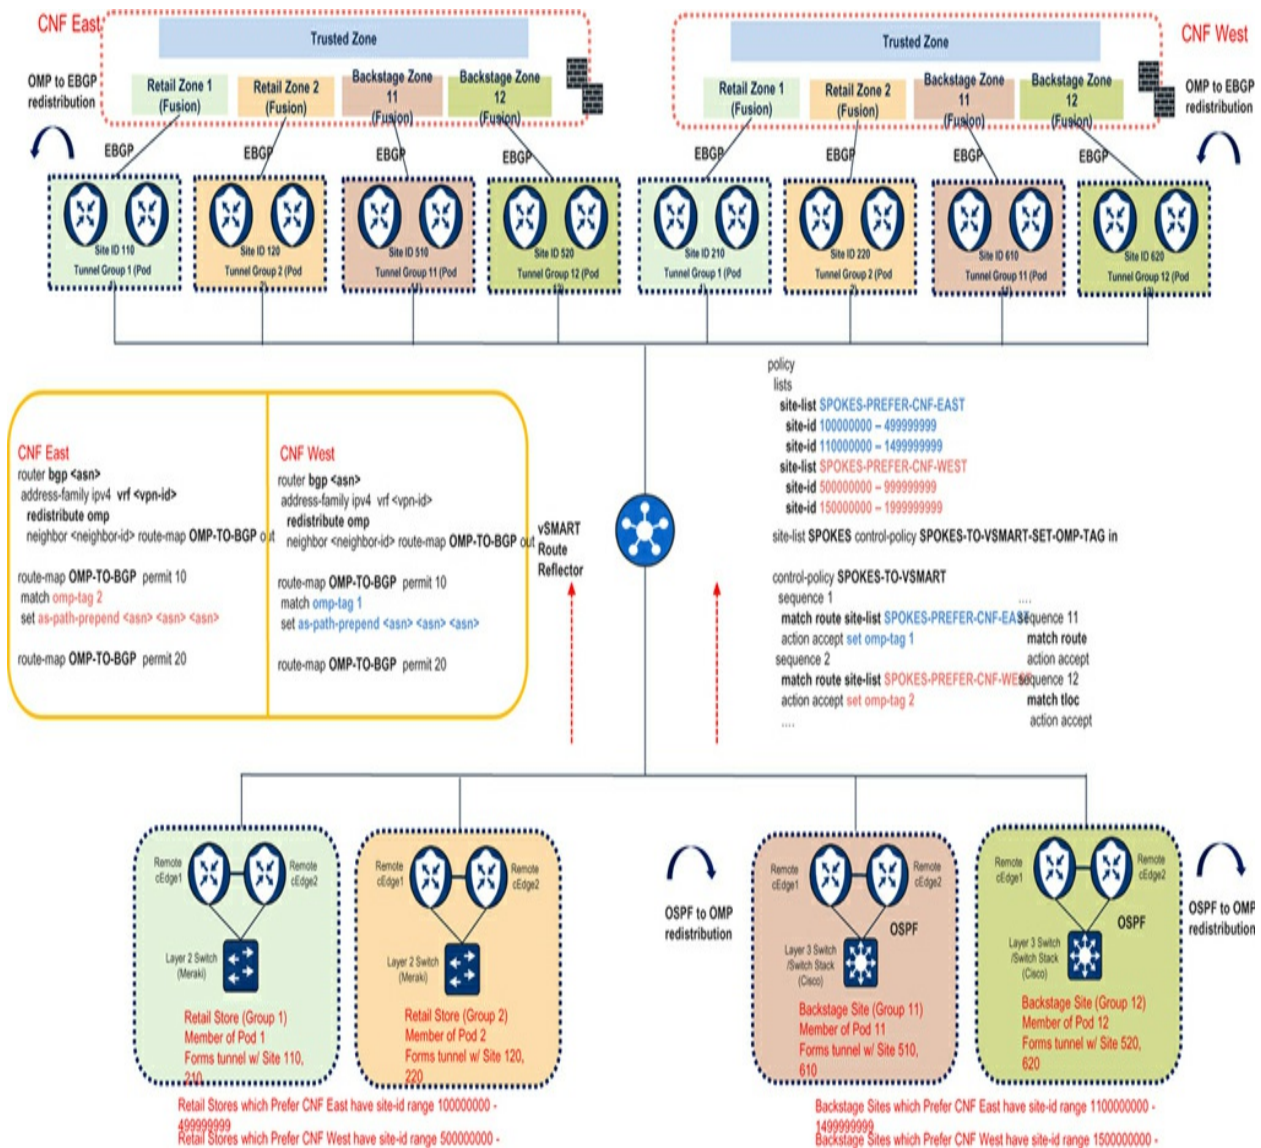 CNF East
Trusted Zone
OMP to EBGP
redistribution
Retail Zone 1
(Fusion)
Retail Zone 2
(Fusion)
Backstage Zone
11
(Fusion)
Backstage Zone
12
(Fusion)
EBGP
EBGP
EBGP
EBGP
Site ID 110
Tunnel Group 1 (Pod
1)
Site ID 120
Tunnel Group 2 (Pod
2)
Site ID 510
Tunnel Group 11 (Pod
11)
Site ID 520
Tunnel Group 12 (Pod
12)
CNF West
Trusted Zone
OMP to EBGP
redistribution
Retail Zone 1
(Fusion)
Retail Zone 2
(Fusion)
Backstage Zone
11
(Fusion)
Backstage Zone
12
(Fusion)
EBGP
EBGP
EBGP
EBGP
Site ID 210
Tunnel Group 1 (Pod
1)
Site ID 220
Tunnel Group 2 (Pod
2)
Site ID 610
Tunnel Group 11 (Pod
11)
Site ID 620
Tunnel Group 12 (Pod
12)
CNF East
router bgp <asn>
address-family ipv4 vrf <vpn-id>
redistribute omp
neighbor <neighbor-id> route-map OMP-TO-BGP out
route-map OMP-TO-BGP permit 10
match omp-tag 2
set as-path-prepend <asn> <asn> <asn>
route-map OMP-TO-BGP permit 20
CNF West
router bgp <asn>
address-family ipv4 vrf <vpn-id>
redistribute omp
neighbor <neighbor-id> route-map OMP-TO-BGP out
route-map OMP-TO-BGP permit 10
match omp-tag 1
set as-path-prepend <asn> <asn> <asn>
route-map OMP-TO-BGP permit 20
vSMART
Route
Reflector
policy
lists
site-list SPOKES-PREFER-CNF-EAST
site-id 100000000 – 499999999
site-id 110000000 – 1499999999
site-list SPOKES-PREFER-CNF-WEST
site-id 500000000 – 999999999
site-id 150000000 – 1999999999
site-list SPOKES control-policy SPOKES-TO-VSMART-SET-OMP-TAG in
control-policy SPOKES-TO-VSMART
sequence 1
match route site-list SPOKES-PREFER-CNF-EAST
action accept set omp-tag 1
sequence 2
match route site-list SPOKES-PREFER-CNF-WEST
action accept set omp-tag 2
....
....
sequence 11
match route
action accept
sequence 12
match tloc
action accept
Remote
cEdge1
Remote
cEdge2
Layer 2 Switch
(Meraki)
Retail Store (Group 1)
Member of Pod 1
Forms tunnel w/ Site 110,
210
Remote
cEdge1
Remote
cEdge2
Layer 2 Switch
(Meraki)
Retail Store (Group 2)
Member of Pod 2
Forms tunnel w/ Site 120,
220
OSPF to OMP
redistribution
Remote
cEdge1
Remote
cEdge2
OSPF
Layer 3 Switch
/Switch Stack
(Cisco)
Backstage Site (Group 11)
Member of Pod 11
Forms tunnel w/ Site 510,
610
Remote
cEdge1
Remote
cEdge2
OSPF
Layer 3 Switch
/Switch Stack
(Cisco)
Backstage Site (Group 12)
Member of Pod 12
Forms tunnel w/ Site 520,
620
OSPF to OMP
redistribution
Retail Stores which Prefer CNF East have site-id range 100000000 -
499999999
Retail Stores which Prefer CNF West have site-id range 500000000 -
Backstage Sites which Prefer CNF East have site-id range 1100000000 -
1499999999
Backstage Sites which Prefer CNF West have site-id range 1500000000 -